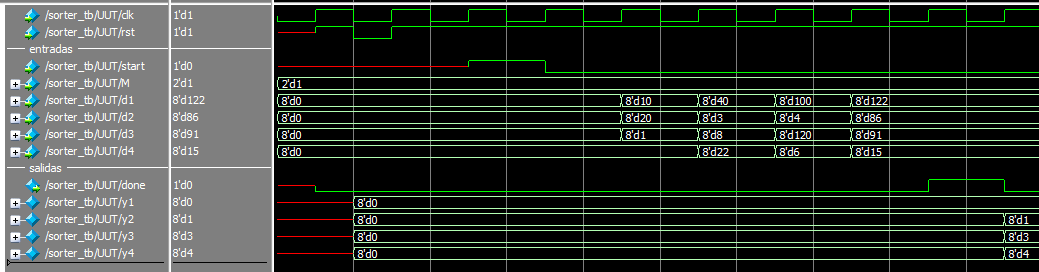 /sorter_tb/UUT/clk 1'd1
/sorter_tb/UUT/rst 1'd1
entradas
/sorter_tb/UUT/start 1'd0
/sorter_tb/UUT/M 2'd1 2'd1
/sorter_tb/UUT/d1 8'd122 8'd0 8'd10 8'd40 8'd100 8'd122
/sorter_tb/UUT/d2 8'd86 8'd0 8'd20 8'd3 8'd4 8'd86
/sorter_tb/UUT/d3 8'd91 8'd0 8'd1 8'd8 8'd120 8'd91
/sorter_tb/UUT/d4 8'd15 8'd0 8'd22 8'd6 8'd15
salidas
/sorter_tb/UUT/done 1'd0
/sorter_tb/UUT/y1 8'd0 8'd0
/sorter_tb/UUT/y2 8'd1 8'd0 8'd1
/sorter_tb/UUT/y3 8'd3 8'd0 8'd3
/sorter_tb/UUT/y4 8'd4 8'd0 8'd4